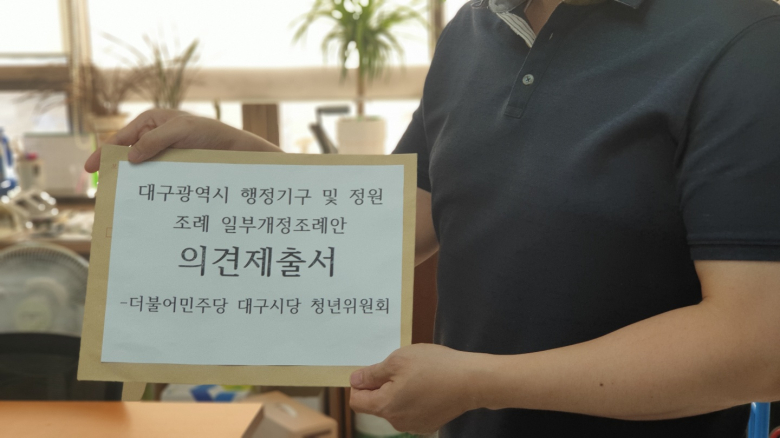 대구광역시 행정기구 및 정원
조례 일부개정조례안
의견제출서
-더불어민주당 대구시당 청년위원회